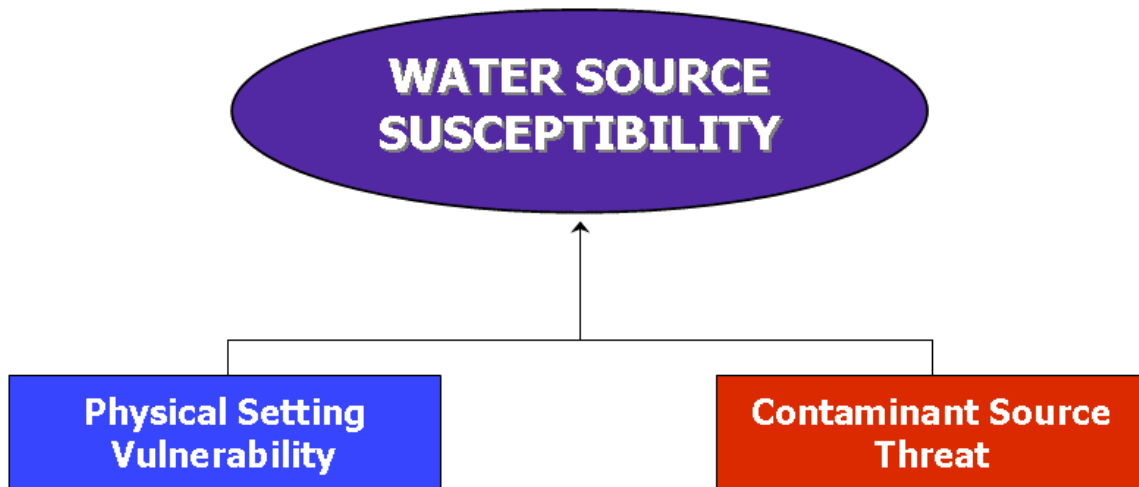 WATER SOURCE
SUSCEPTIBILITY
Physical Setting
Vulnerability
Contaminant Source
Threat